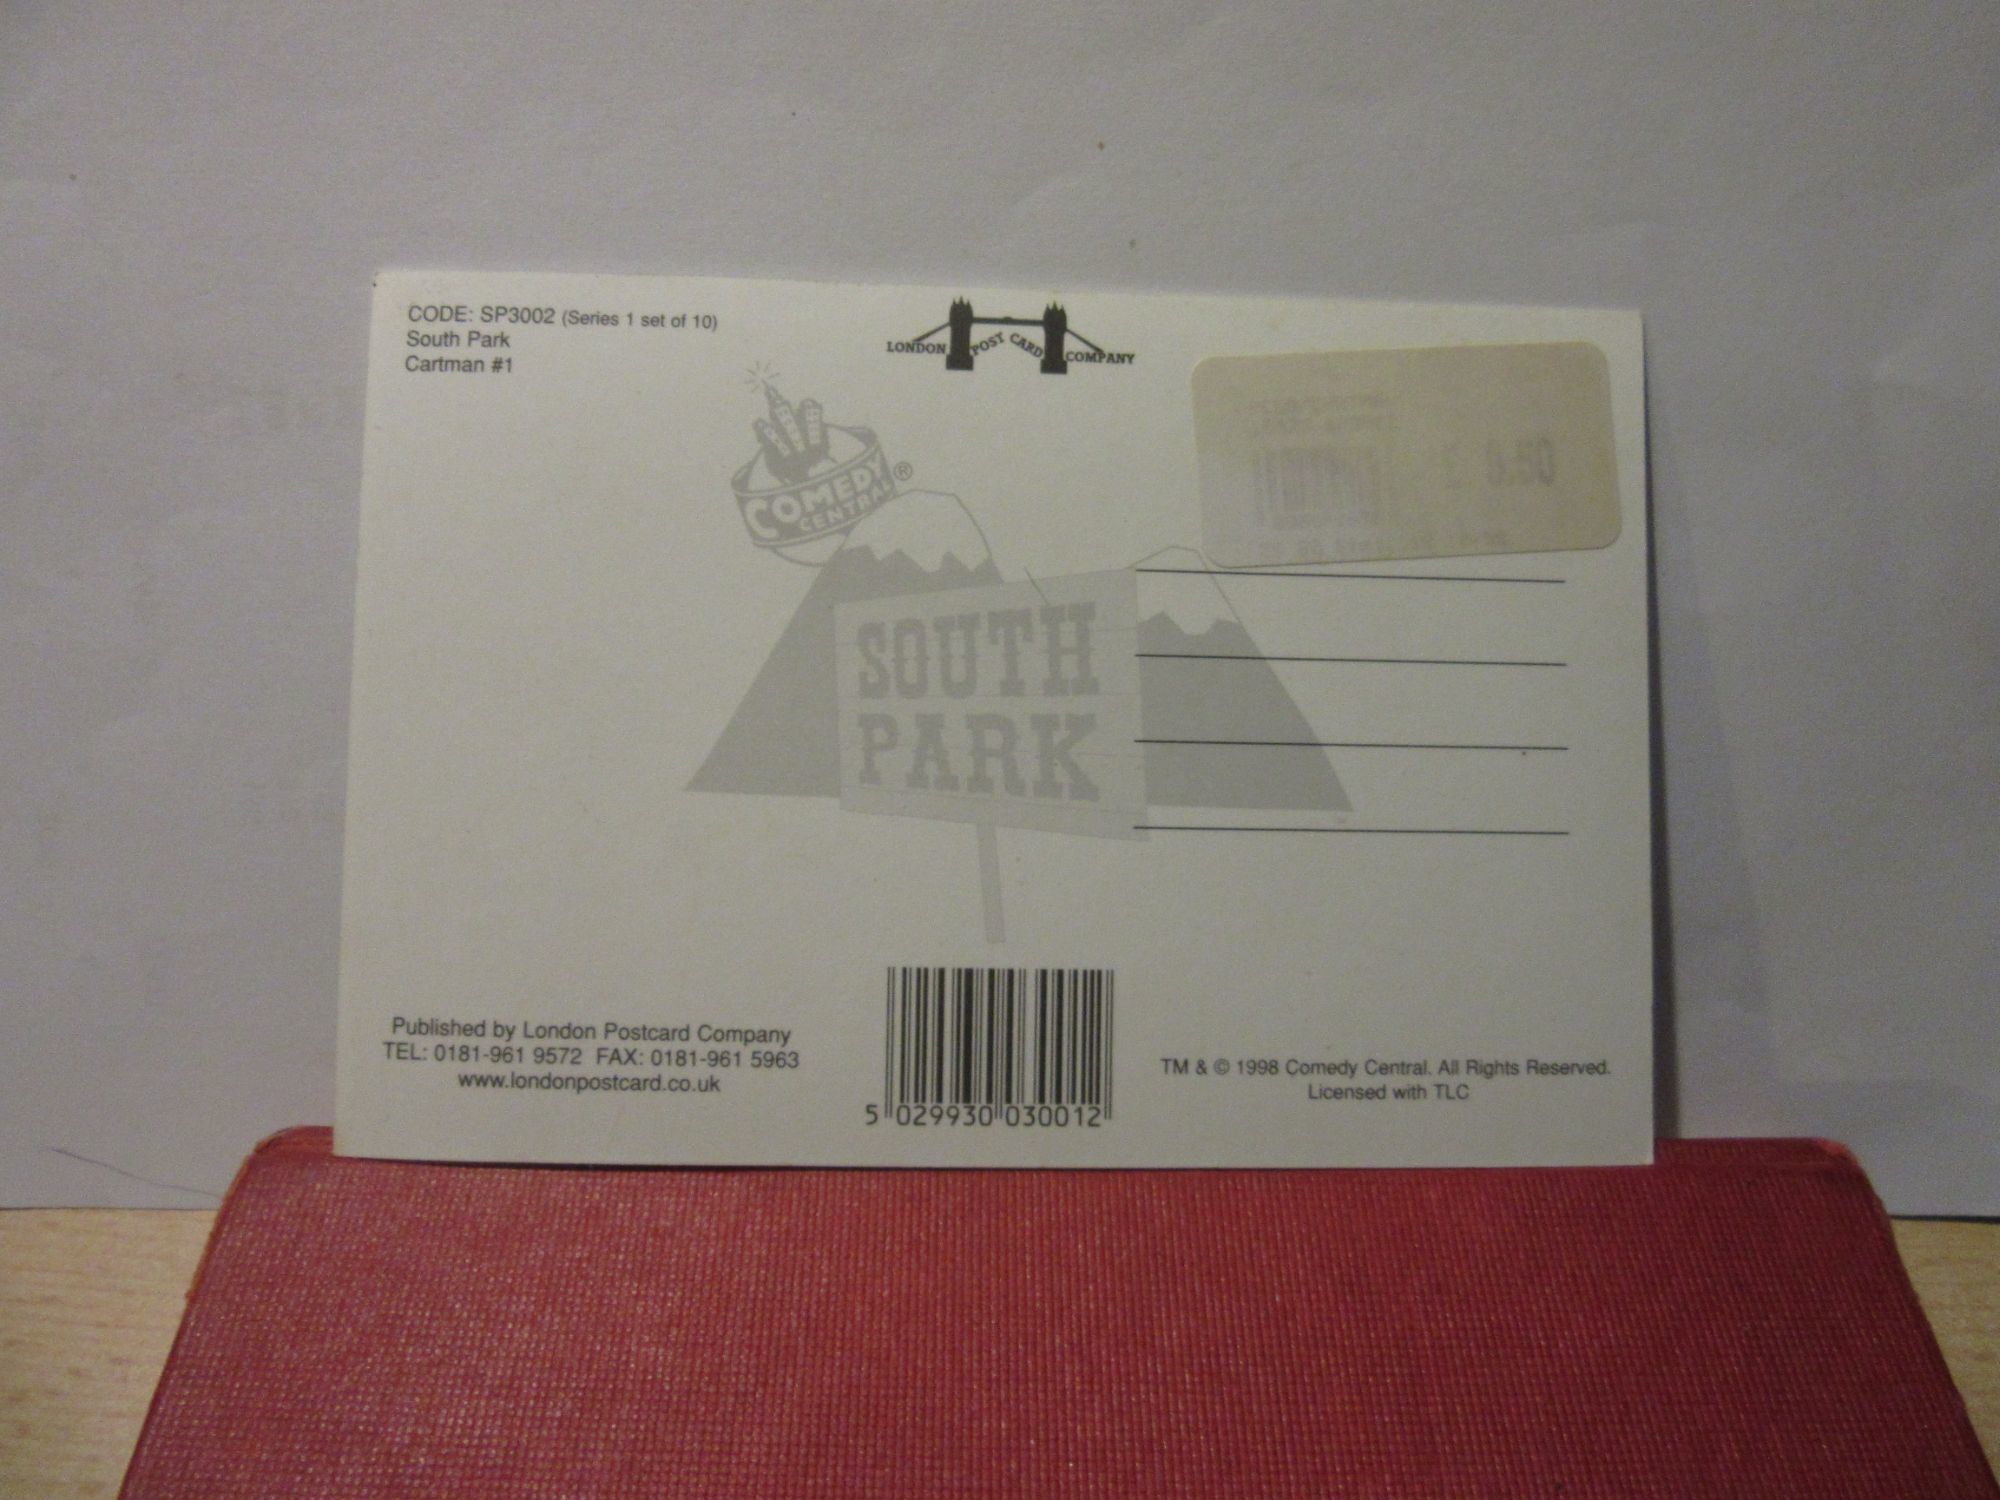 CODE: SP3002 (Series 1 set of 10)
South Park
Cartman #1
LONDON POST CARD COMPANY
COMEDY
CENTRAL®
0.50
SOUTH
PARK
Published by London Postcard Company
TEL: 0181-961 9572 FAX: 0181-961 5963
www.londonpostcard.co.uk
5 029930 030012
TM & © 1998 Comedy Central. All Rights Reserved.
Licensed with TLC